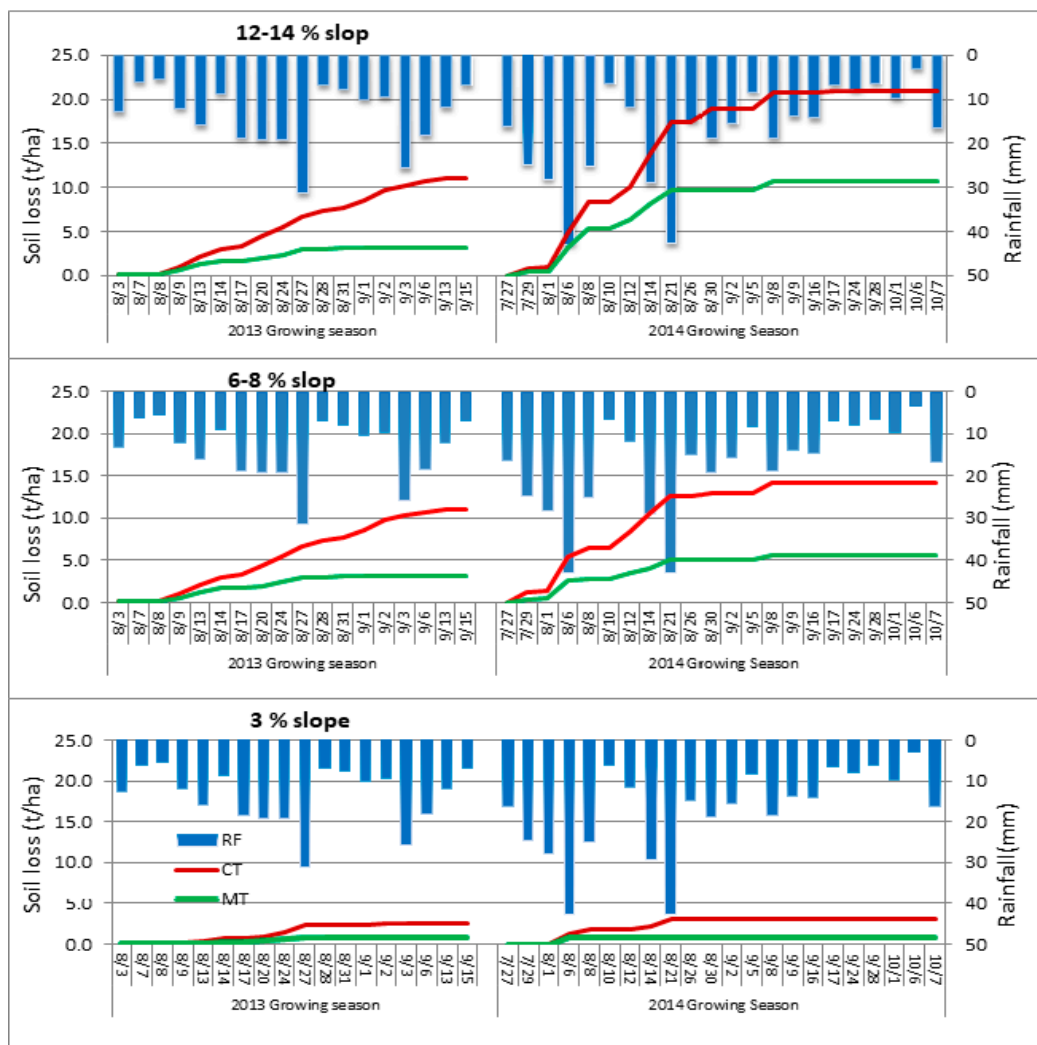 12-14 % slop
25.0 20.0 15.0 10.0 5.0 0.0
Soil loss (t/ha)
0 10 20 30 40 50
Rainfall (mm)
8/3 8/7 8/8 8/9 8/13 8/14 8/17 8/20 8/24 8/27 8/28 8/31 9/1 9/2 9/3 9/6 9/13 9/15 7/27 7/29 8/1 8/6 8/8 8/10 8/12 8/14 8/21 8/26 8/30 9/2 9/5 9/8 9/9 9/16 9/17 9/24 9/28 10/1 10/6 10/7
2013 Growing season 2014 Growing season
6-8 % slop
25.0 20.0 15.0 10.0 5.0 0.0
Soil loss (t/ha)
0 10 20 30 40 50
Rainfall (mm)
8/3 8/7 8/8 8/9 8/13 8/14 8/17 8/20 8/24 8/27 8/28 8/31 9/1 9/2 9/3 9/6 9/13 9/15 7/27 7/29 8/1 8/6 8/8 8/10 8/12 8/14 8/21 8/26 8/30 9/2 9/5 9/8 9/9 9/16 9/17 9/24 9/28 10/1 10/6 10/7
2013 Growing season 2014 Growing Season
3 % slope
25.0 20.0 15.0 10.0 5.0 0.0
Soil loss (t/ha)
RF
CT
MT
0 10 20 30 40 50
Rainfall(mm)
8/3 8/7 8/8 8/9 8/13 8/14 8/17 8/20 8/24 8/27 8/28 8/31 9/1 9/2 9/3 9/6 9/13 9/15 7/27 7/29 8/1 8/6 8/8 8/10 8/12 8/14 8/21 8/26 8/30 9/2 9/5 9/8 9/9 9/16 9/17 9/24 9/28 10/1 10/6 10/7
2013 Growing season 2014 Growing Season